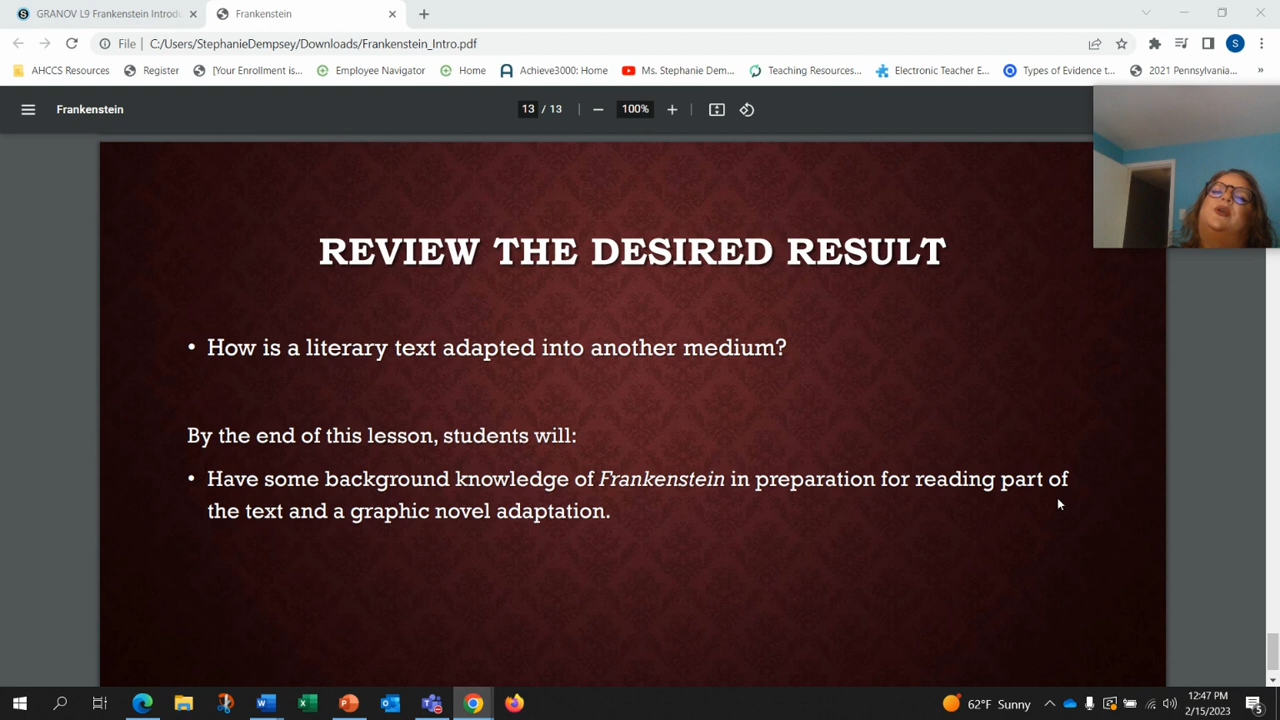 GRANOV L9 Frankenstein Introdu
Frankenstein
File
C:/Users/StephanieDempsey/Downloads/Frankenstein_Intro.pdf
S
AHCCS Resources
Register
[Your Enrollment is...
Employee Navigator
Home
Achieve3000: Home
Ms. Stephanie Dem...
Teaching Resources...
Electronic Teacher E...
Types of Evidence t...
2021 Pennsylvania...
»
Frankenstein
13 / 13
100%
REVIEW THE DESIRED RESULT
• How is a literary text adapted into another medium?
By the end of this lesson, students will:
• Have some background knowledge of Frankenstein in preparation for reading part of
the text and a graphic novel adaptation.
62°F Sunny
12:47 PM
2/15/2023
5